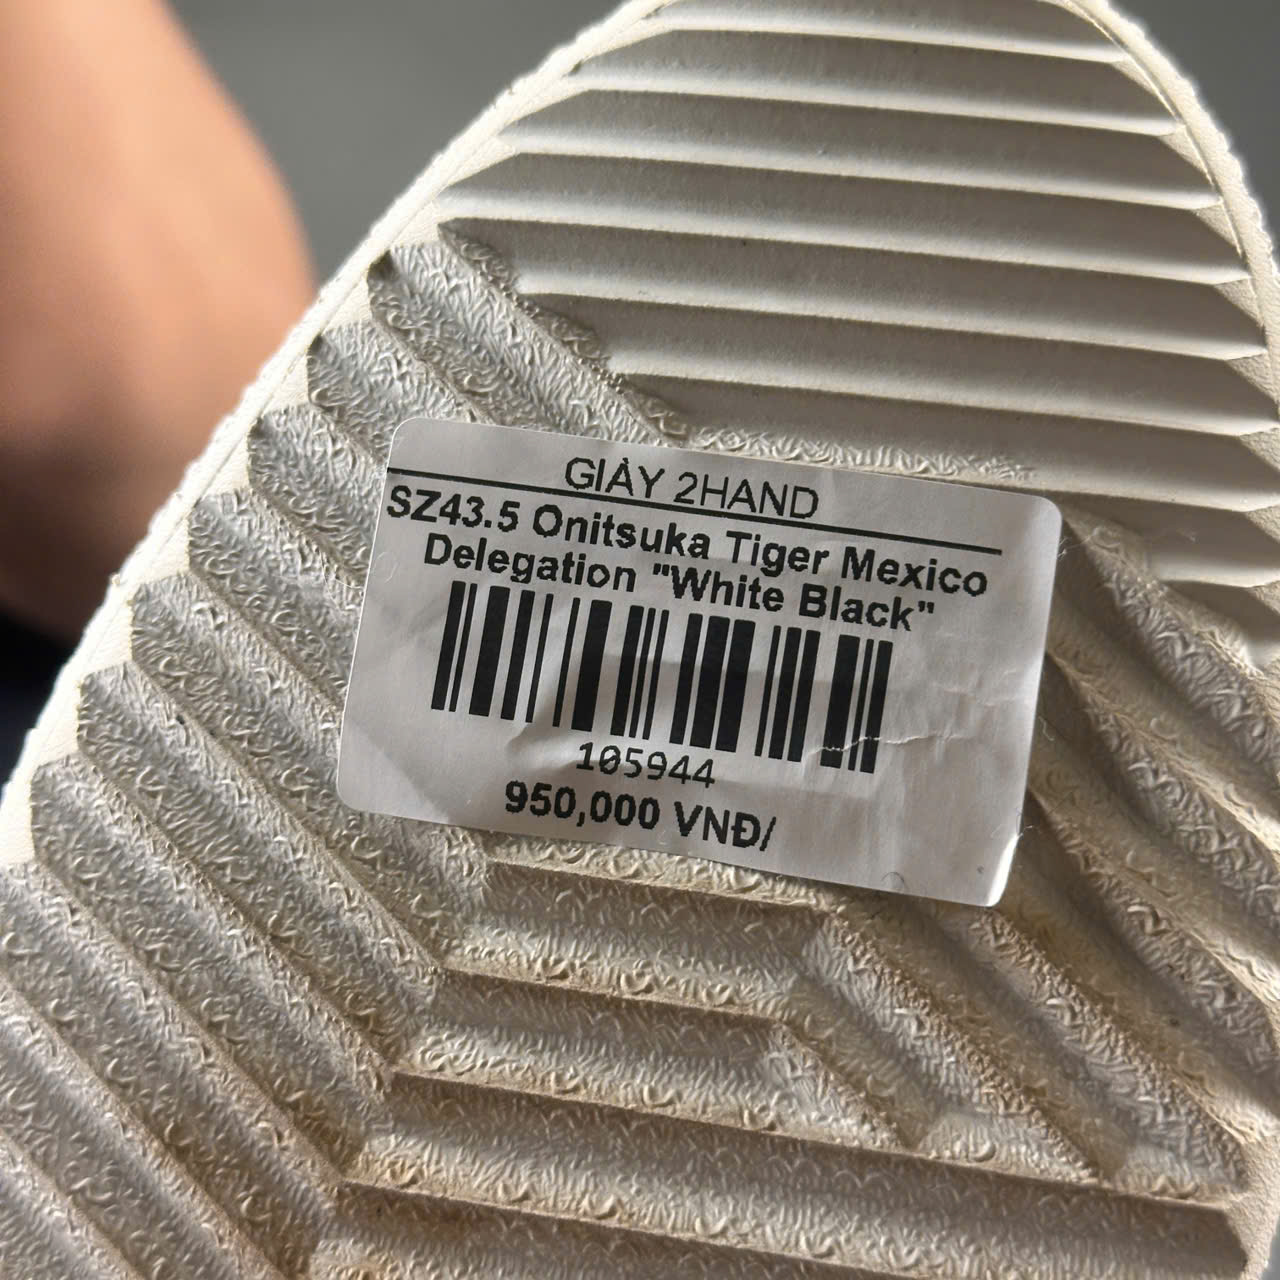 GIÀY 2HAND
SZ43.5 Onitsuka Tiger Mexico
Delegation "White Black"
105944
950,000 VNĐ/